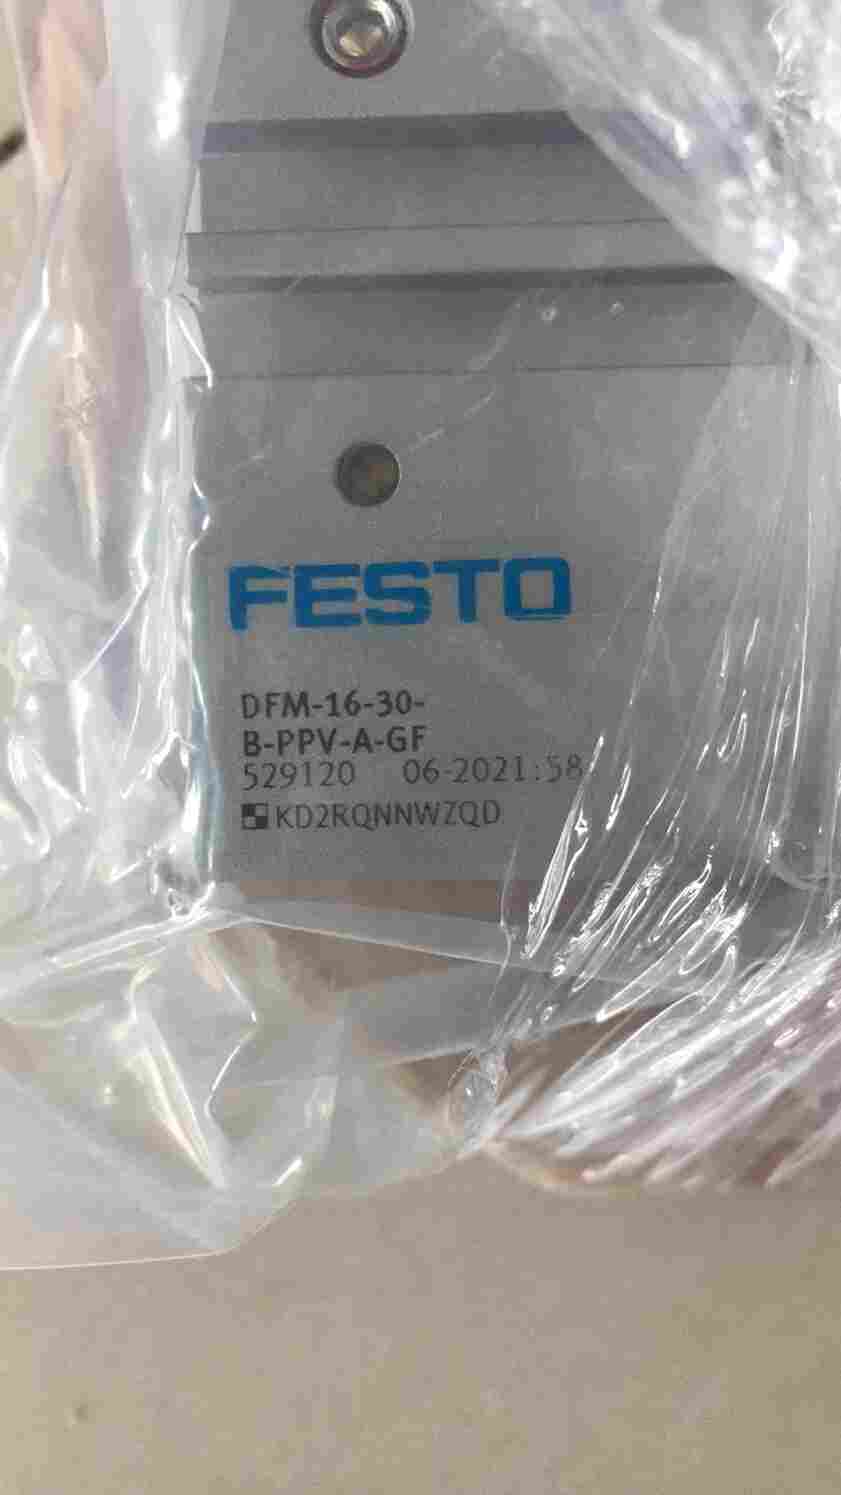 FESTO
DFM-16-30-
B-PPV-A-GF
529120 06-2021:58
KD2RQNNWZQD